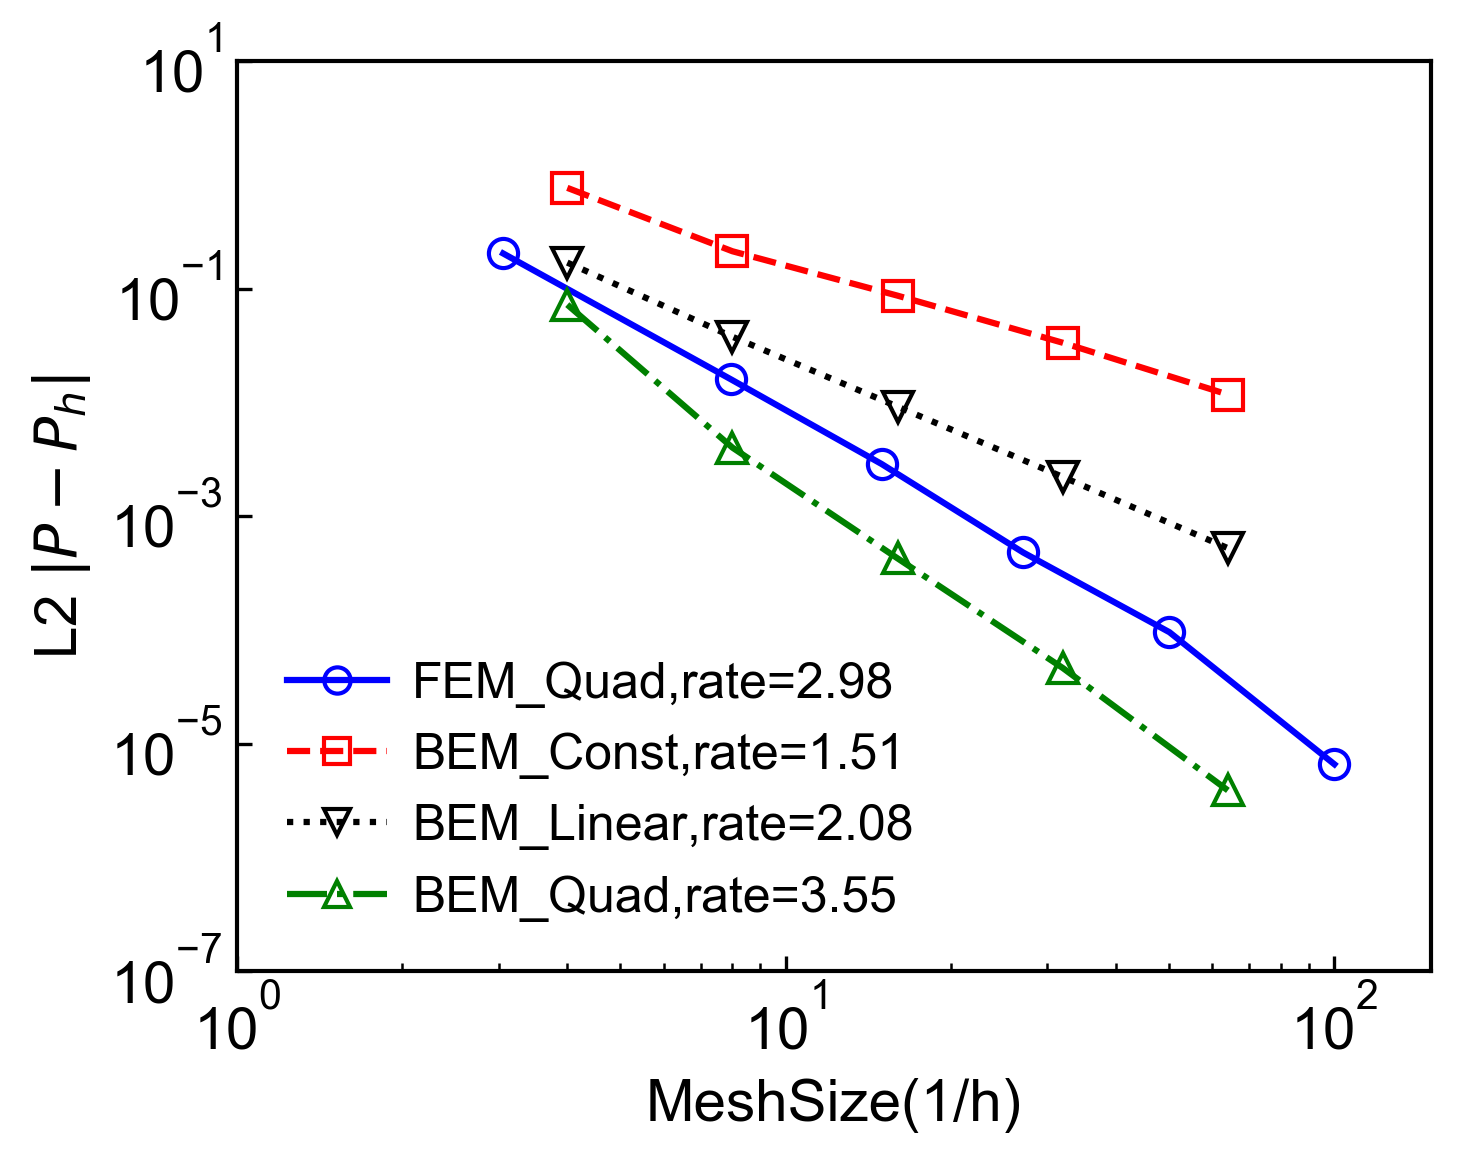 10^1
10^−1
10^−3
10^−5
10^−7
L2 |P − P_h|
FEM_Quad,rate=2.98
BEM_Const,rate=1.51
BEM_Linear,rate=2.08
BEM_Quad,rate=3.55
10^0 10^1 10^2
MeshSize(1/h)